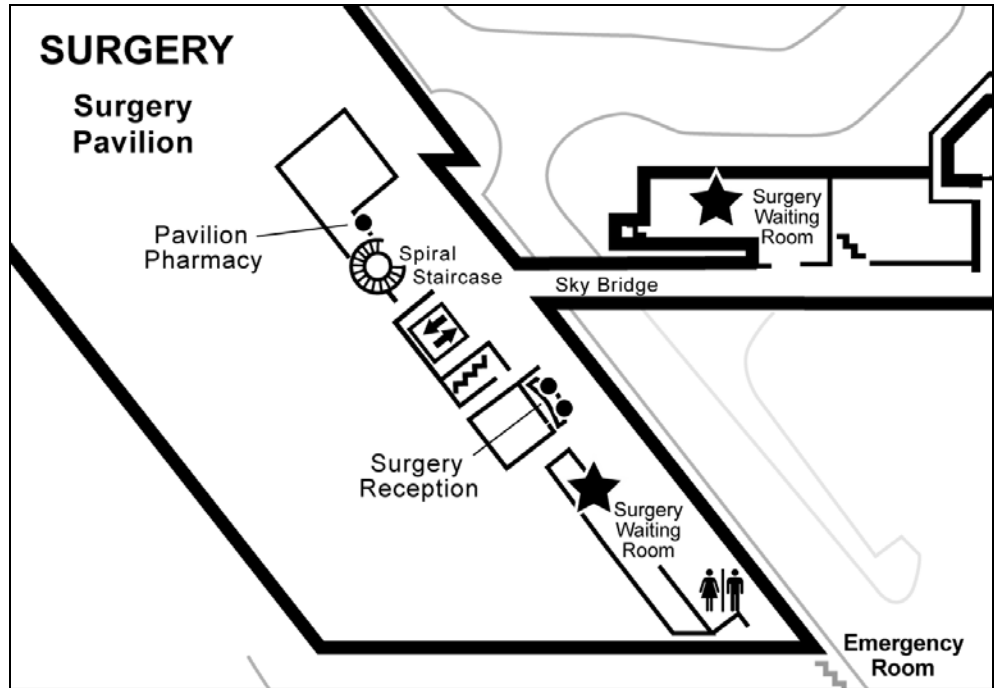 SURGERY
Surgery
Pavilion
Pavilion
Pharmacy
Spiral
Staircase
Surgery
Waiting
Room
Sky Bridge
Surgery
Reception
Surgery
Waiting
Room
Emergency
Room